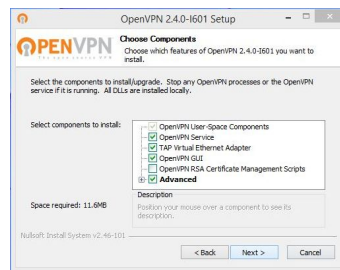 OpenVPN 2.4.0-I601 Setup
OPENVPN
Choose Components
Choose which features of OpenVPN 2.4.0-I601 you want to
install.
Select the components to install/upgrade. Stop any OpenVPN processes or the OpenVPN
service if it is running. All DLLs are installed locally.
Select components to install:
OpenVPN User-Space Components
OpenVPN Service
TAP Virtual Ethernet Adapter
OpenVPN GUI
OpenVPN RSA Certificate Management Scripts
Advanced
Space required: 11.6MB
Description
Position your mouse over a component to see its
description.
Nullsoft Install System v2.46-101
< Back
Next >
Cancel